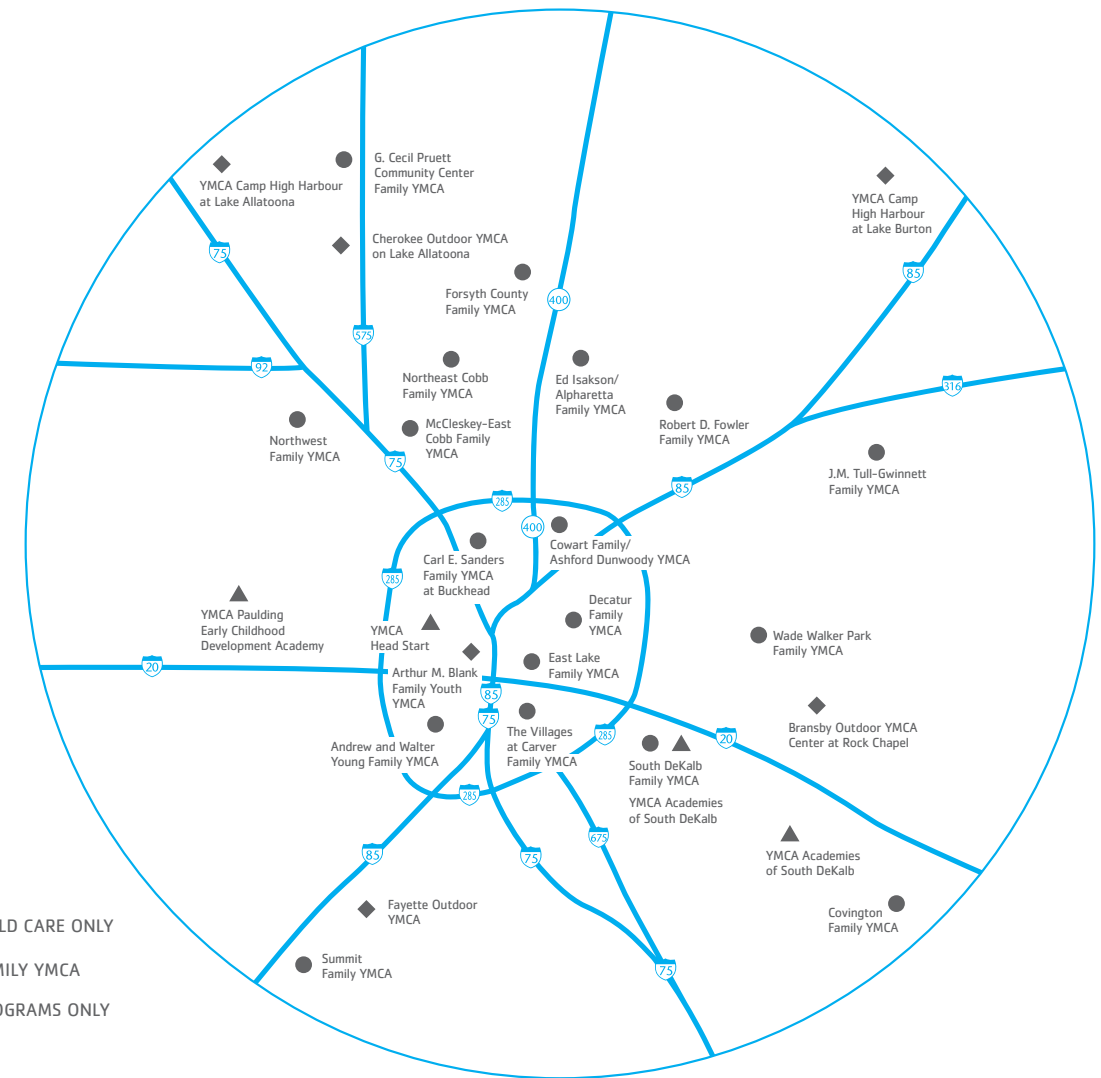 G. Cecil Pruett
Community Center
Family YMCA
YMCA Camp High Harbour
at Lake Allatoona
YMCA Camp
High Harbour
at Lake Burton
75
Cherokee Outdoor YMCA
on Lake Allatoona
85
Forsyth County
Family YMCA
400
575
92
316
Northeast Cobb
Family YMCA
Ed Isakson/
Alpharetta
Family YMCA
Northwest
Family YMCA
McCleskey-East
Cobb Family
YMCA
Robert D. Fowler
Family YMCA
75
J.M. Tull-Gwinnett
Family YMCA
85
285
400
Cowart Family/
Ashford Dunwoody YMCA
Carl E. Sanders
Family YMCA
at Buckhead
285
YMCA Paulding
Early Childhood
Development Academy
YMCA
Head Start
Decatur
Family
YMCA
Wade Walker Park
Family YMCA
20
East Lake
Family YMCA
Arthur M. Blank
Family Youth
YMCA
85
75
Andrew and Walter
Young Family YMCA
The Villages
at Carver
Family YMCA
285
Bransby Outdoor YMCA
Center at Rock Chapel
20
South DeKalb
Family YMCA
YMCA Academies
of South DeKalb
285
675
85
75
YMCA Academies
of South DeKalb
Fayette Outdoor
YMCA
Covington
Family YMCA
Summit
Family YMCA
75
LD CARE ONLY
MILY YMCA
OGRAMS ONLY